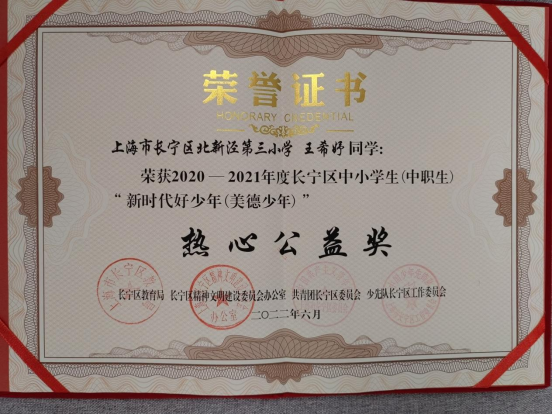 荣誉证书
HONORARY CREDENTIAL
上海市长宁区北新泾第三小学 王希妤同学:
荣获2020—2021年度长宁区中小学生(中职生)
“新时代好少年(美德少年)”
热心公益奖
长宁区教育局 长宁区精神文明建设委员会办公室 共青团长宁区委员会 少先队长宁区工作委员会
二〇二二年六月